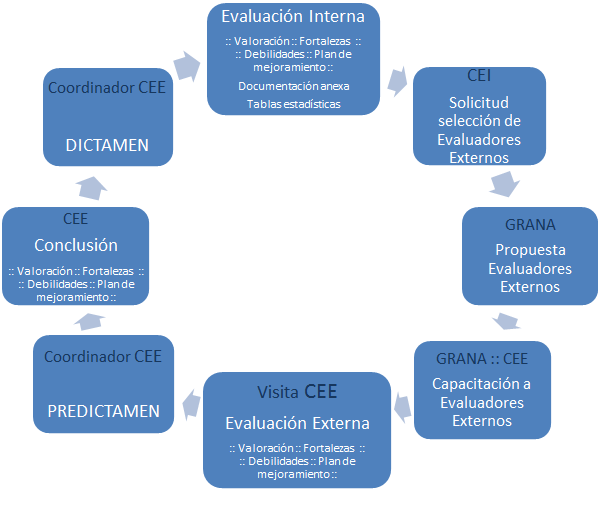 Evaluación Interna
:: Valoración :: Fortalezas ::
:: Debilidades :: Plan de
mejoramiento ::
Documentación anexa
Tablas estadísticas
CEI
Solicitud
selección de
Evaluadores
Externos
GRANA
Propuesta
Evaluadores
Externos
GRANA :: CEE
Capacitación a
Evaluadores
Externos
Visita CEE
Evaluación Externa
:: Valoración :: Fortalezas ::
:: Debilidades :: Plan de
mejoramiento ::
Coordinador CEE
PREDICTAMEN
CEE
Conclusión
:: Valoración :: Fortalezas ::
:: Debilidades :: Plan de
mejoramiento ::
Coordinador CEE
DICTAMEN